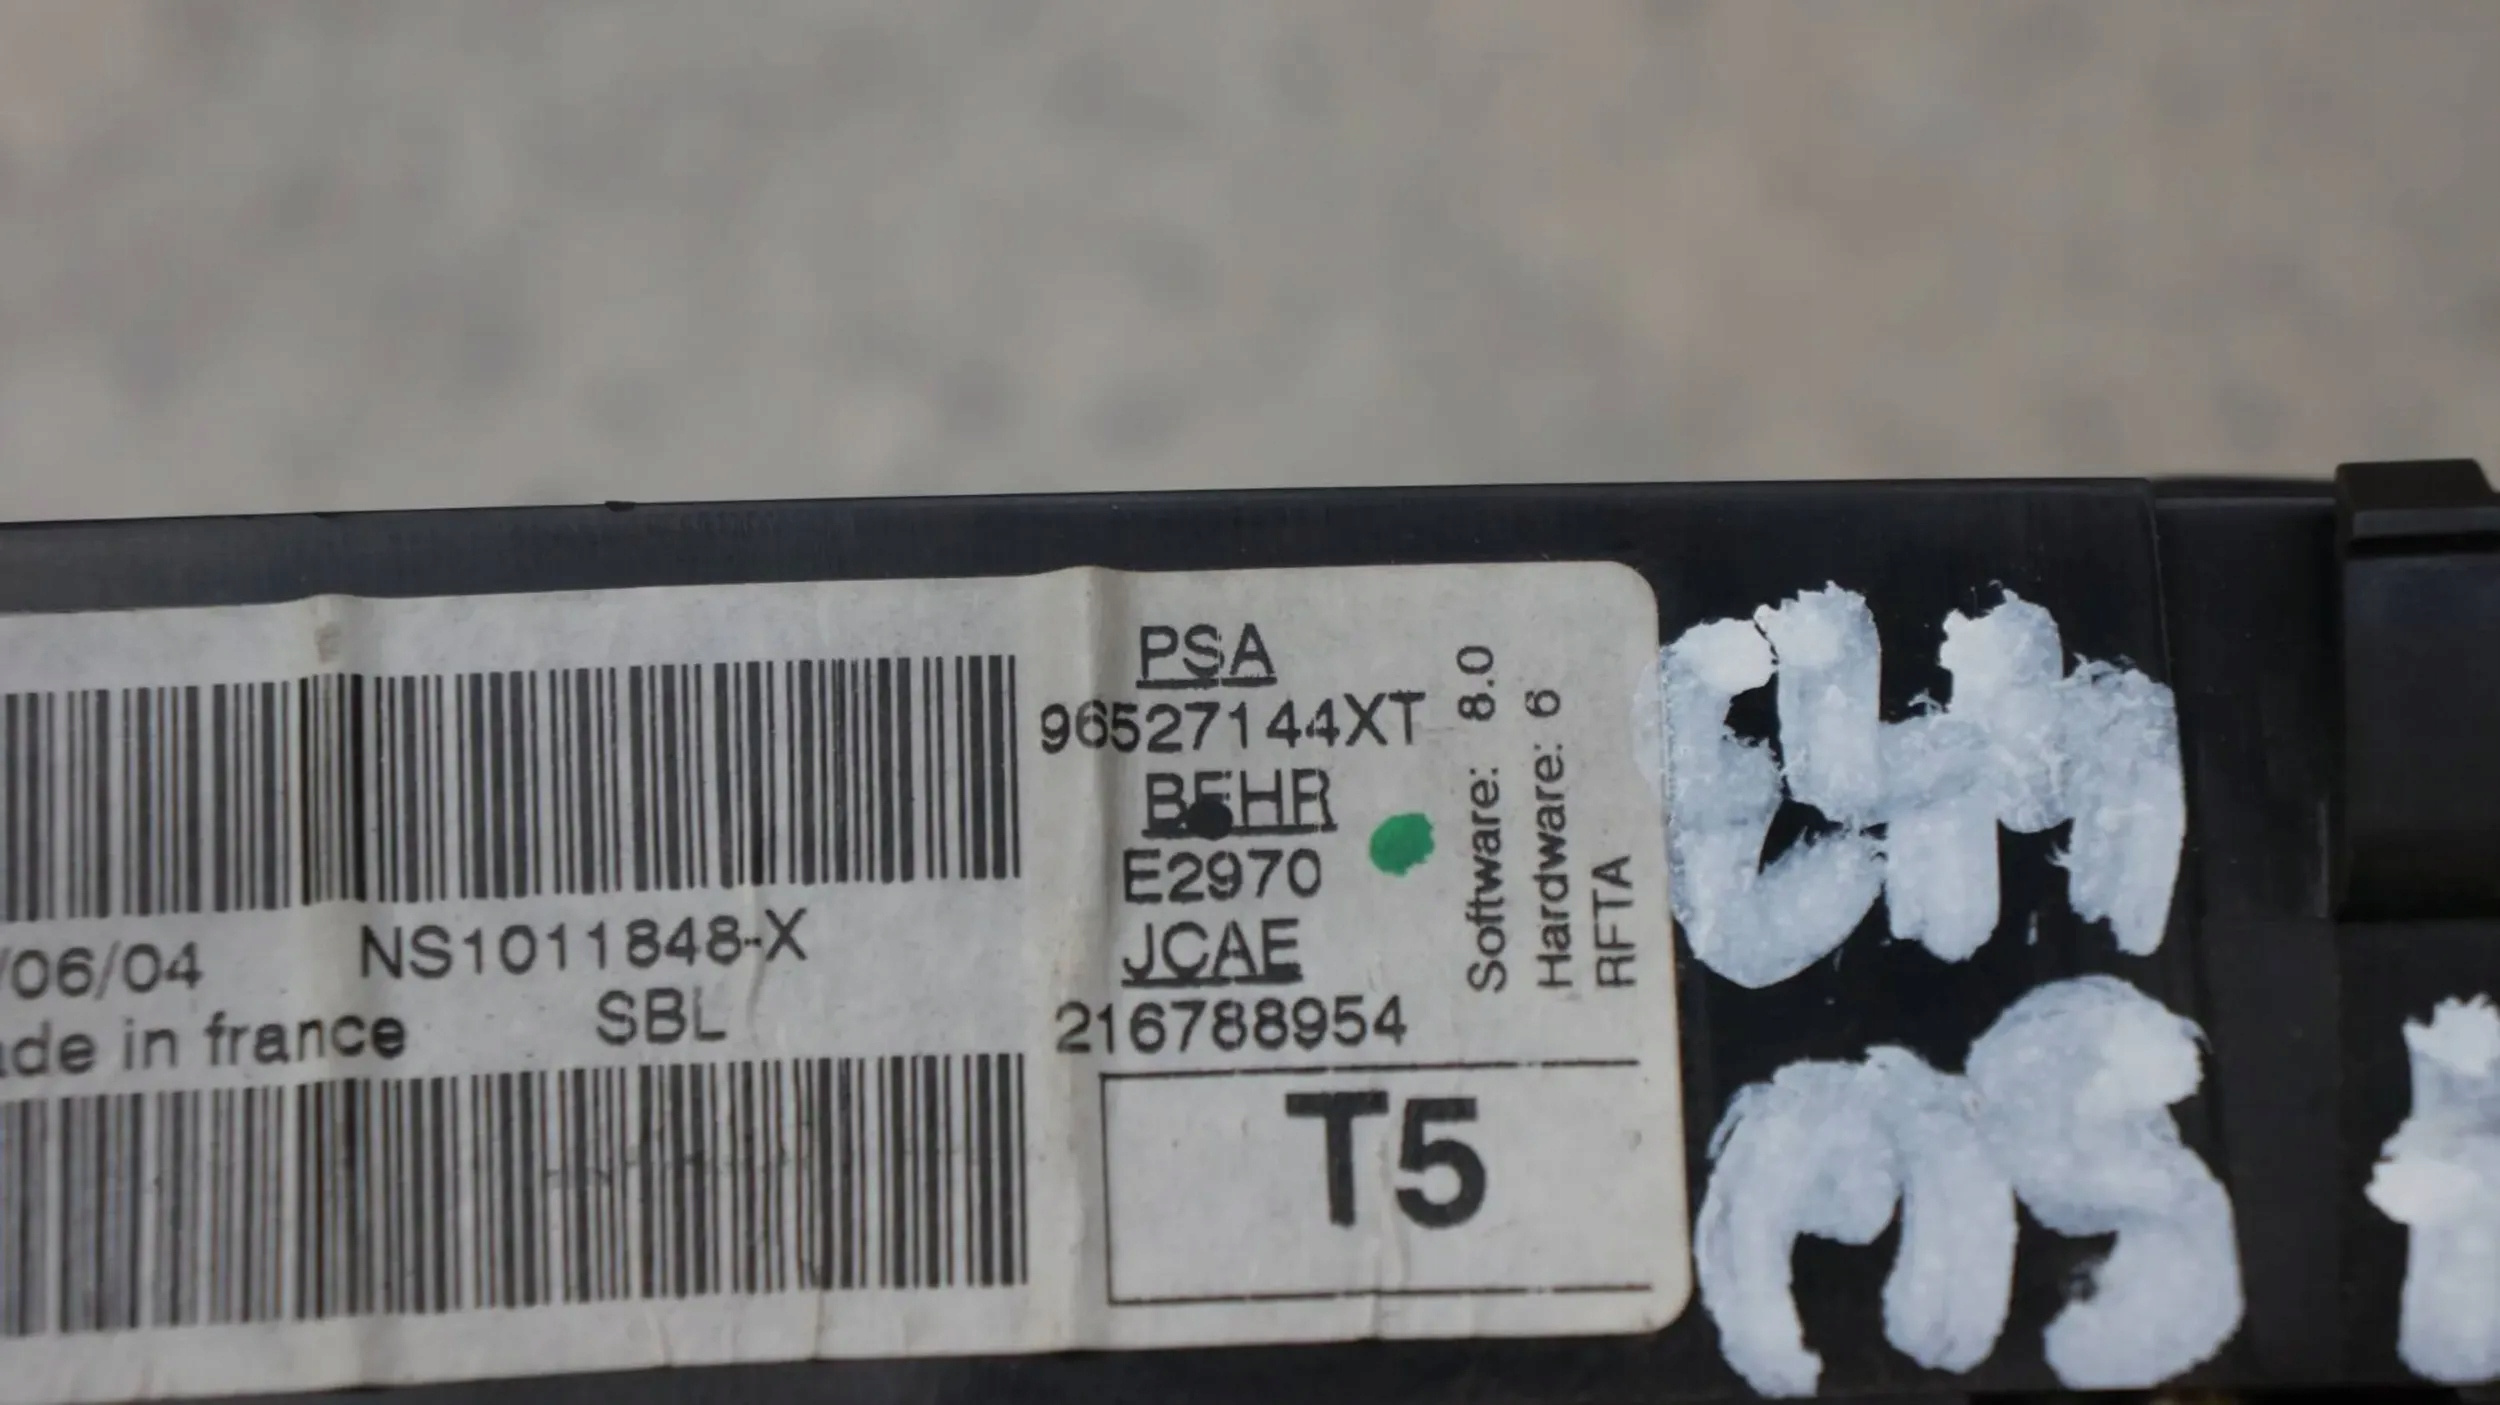 PSA
96527144XT
BEHR
E2970
JCAE
216788954
T5
Software: 8.0
Hardware: 6
RFTA
/06/04 NS1011848-X
ade in france SBL